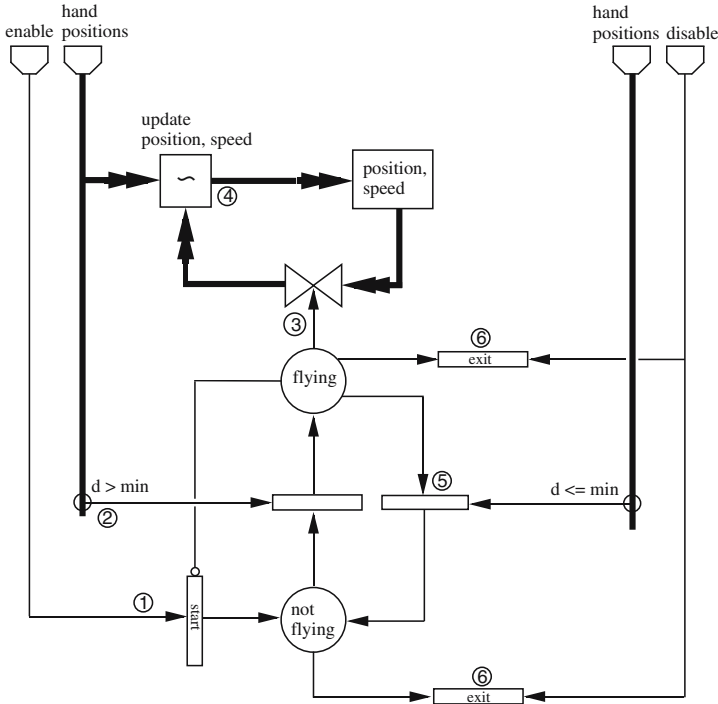 enable
hand
positions
hand
positions
disable
update
position, speed
~
④
position,
speed
③
⑥
exit
flying
d > min
②
⑤
d <= min
①
start
not
flying
⑥
exit